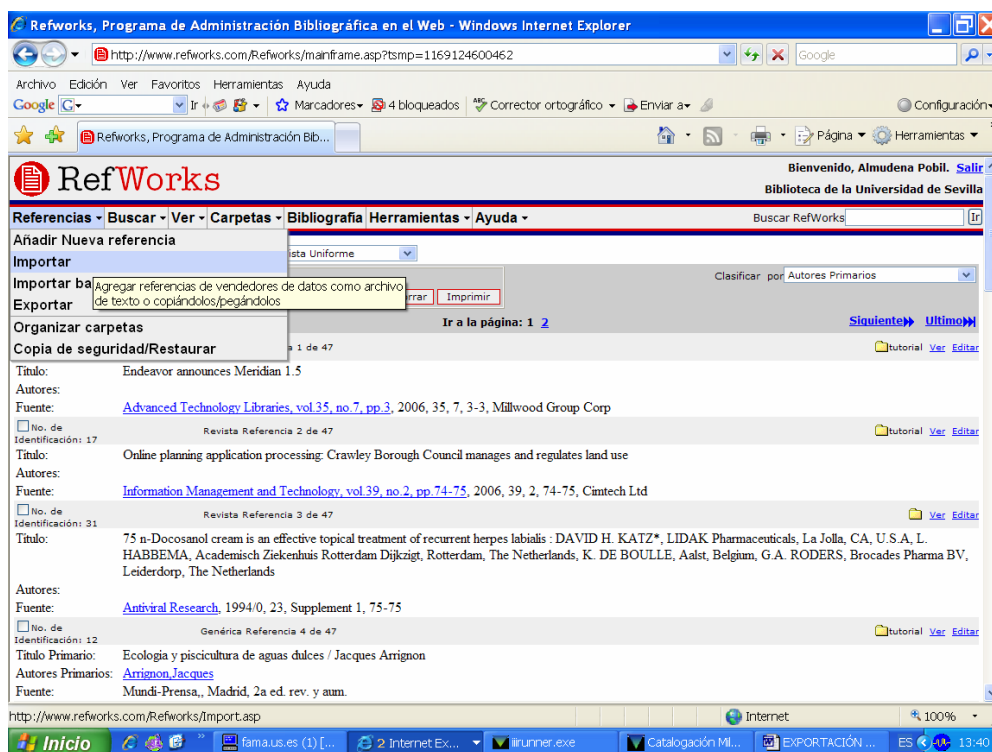 Refworks, Programa de Administración Bibliográfica en el Web - Windows Internet Explorer
http://www.refworks.com/Refworks/mainframe.asp?tsmp=1169124600462
Google
Archivo Edición Ver Favoritos Herramientas Ayuda
Google G Ir Marcadores 4 bloqueados Corrector ortográfico Enviar a Configuración
Refworks, Programa de Administración Bib... Página Herramientas
RefWorks
Bienvenido, Almudena Pobil. Salir
Biblioteca de la Universidad de Sevilla
Referencias Buscar Ver Carpetas Bibliografia Herramientas Ayuda Buscar RefWorks Ir
Añadir Nueva referencia
Importar
ista Uniforme
Importar ba
Agregar referencias de vendedores de datos como archivo de texto o copiándolos/pegándolos
Clasificar por Autores Primarios
Exportar
rrar Imprimir
Organizar carpetas
Ir a la página: 1 2 Siguiente Ultimo
Copia de seguridad/Restaurar
a 1 de 47 tutorial Ver Editar
Titulo: Endeavor announces Meridian 1.5
Autores:
Fuente: Advanced Technology Libraries, vol.35, no.7, pp.3, 2006, 35, 7, 3-3, Millwood Group Corp
No. de Identificación: 17 Revista Referencia 2 de 47 tutorial Ver Editar
Titulo: Online planning application processing: Crawley Borough Council manages and regulates land use
Autores:
Fuente: Information Management and Technology, vol.39, no.2, pp.74-75, 2006, 39, 2, 74-75, Cimtech Ltd
No. de Identificación: 31 Revista Referencia 3 de 47 Ver Editar
Titulo: 75 n-Docosanol cream is an effective topical treatment of recurrent herpes labialis : DAVID H. KATZ*, LIDAK Pharmaceuticals, La Jolla, CA, U.S.A, L.
HABBEMA, Academisch Ziekenhuis Rotterdam Dijkzigt, Rotterdam, The Netherlands, K. DE BOULLE, Aalst, Belgium, G.A. RODERS, Brocades Pharma BV,
Leiderdorp, The Netherlands
Autores:
Fuente: Antiviral Research, 1994/0, 23, Supplement 1, 75-75
No. de Identificación: 12 Genérica Referencia 4 de 47 tutorial Ver Editar
Titulo Primario: Ecologia y piscicultura de aguas dulces / Jacques Arrignon
Autores Primarios: Arrignon,Jacques
Fuente: Mundi-Prensa,, Madrid, 2a ed. rev. y aum.
http://www.refworks.com/Refworks/Import.asp Internet 100%
Inicio fama.us.es (1) [... 2 Internet Ex... iirunner.exe Catalogación Mil... EXPORTACIÓN ... ES 13:40